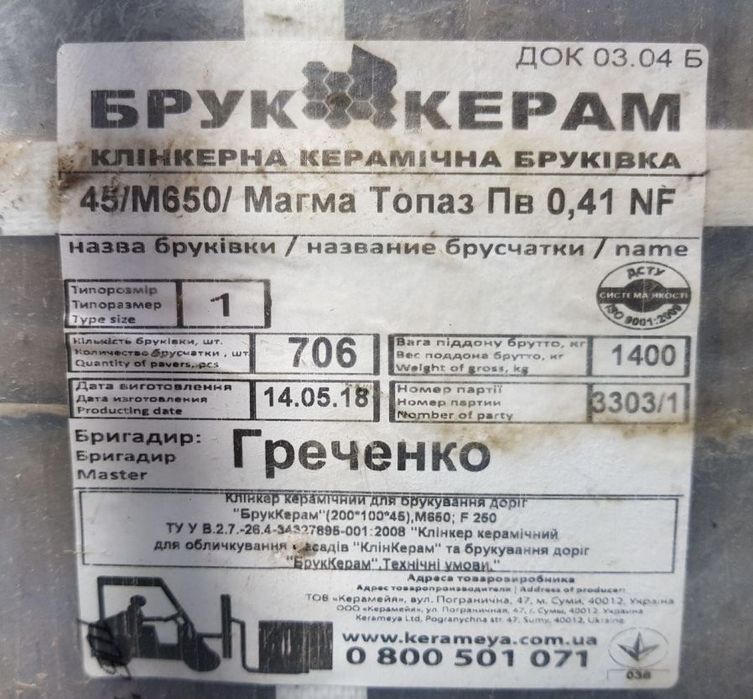 ДОК 03.04 Б
БРУК КЕРАМ
КЛІНКЕРНА КЕРАМІЧНА БРУКІВКА
45/М650/ Магма Топаз Пв 0,41 NF
назва бруківки / название брусчатки / name
ДСТУ
СИСТЕМА ЯКОСТІ
ISO 9001:2009
Типорозмір
Типоразмер
Type size
1
Кількість бруківки, шт.
Количество брусчатки , шт
Quantity of pavers,pcs
706
Вага піддону брутто, кг
Вес поддона брутто, кг
Weight of gross, kg
1400
Дата виготовлення
Дата изготовления
Producting date
14.05.18
Номер партії
Номер партии
Nomber of party
3303/1
Бригадир:
Бригадир
Master
Греченко
Клінкер керамічний для брукування доріг
"БрукКерам"(200*100*45),М650; F 250
ТУ У В.2.7.-26.4-34327895-001:2008 "Клінкер керамічний
для обличкування фасадів "КлінКерам" та брукування доріг
"БрукКерам".Технічні умови."
Адреса товаровиробника
Адрес товаропроизводителя | Address of producer:
ТОВ «Керамейя», вул. Погранична, 47, м. Суми, 40012, Україна
ООО «Керамейя», ул. Пограничная, 47, г. Сумы, 40012, Украина
Kerameya Ltd, Pogranychna str. 47, Sumy, 40012, Ukraine
www.kerameya.com.ua
0 800 501 071
038